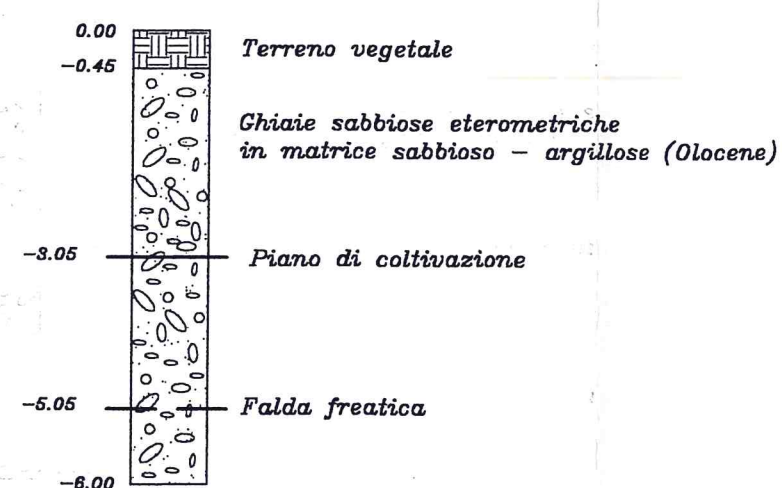 0.00
Terreno vegetale
-0.45
Ghiaie sabbiose eterometriche
in matrice sabbioso - argillose (Olocene)
-3.05
Piano di coltivazione
-5.05
Falda freatica
-6.00